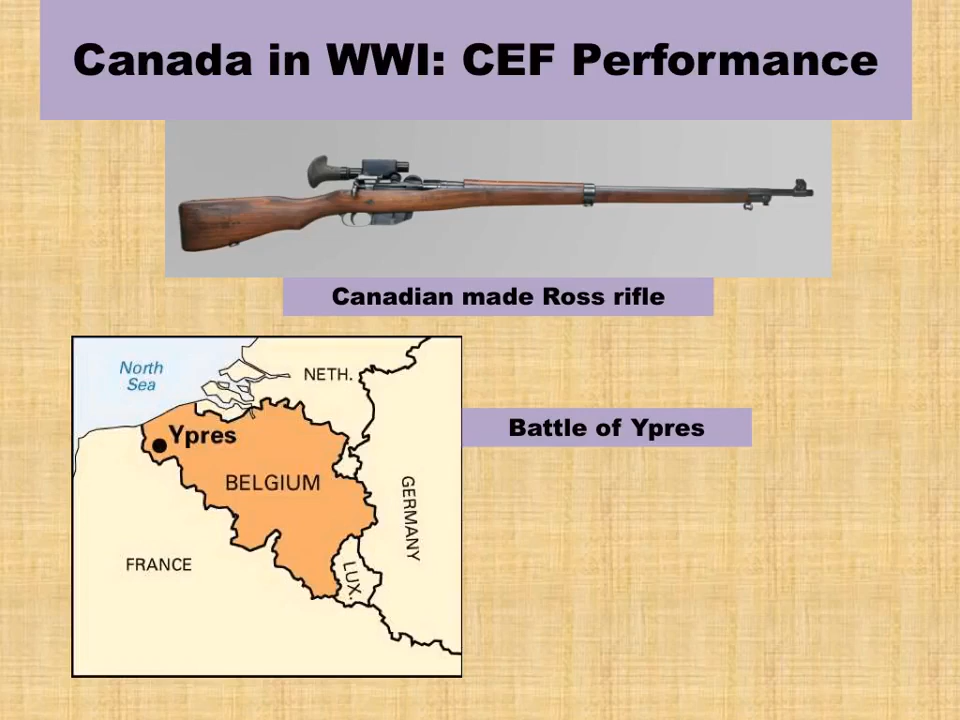 Canada in WWI: CEF Performance
Canadian made Ross rifle
North
Sea
NETH.
Ypres
Battle of Ypres
BELGIUM
GERMANY
FRANCE
LUX.